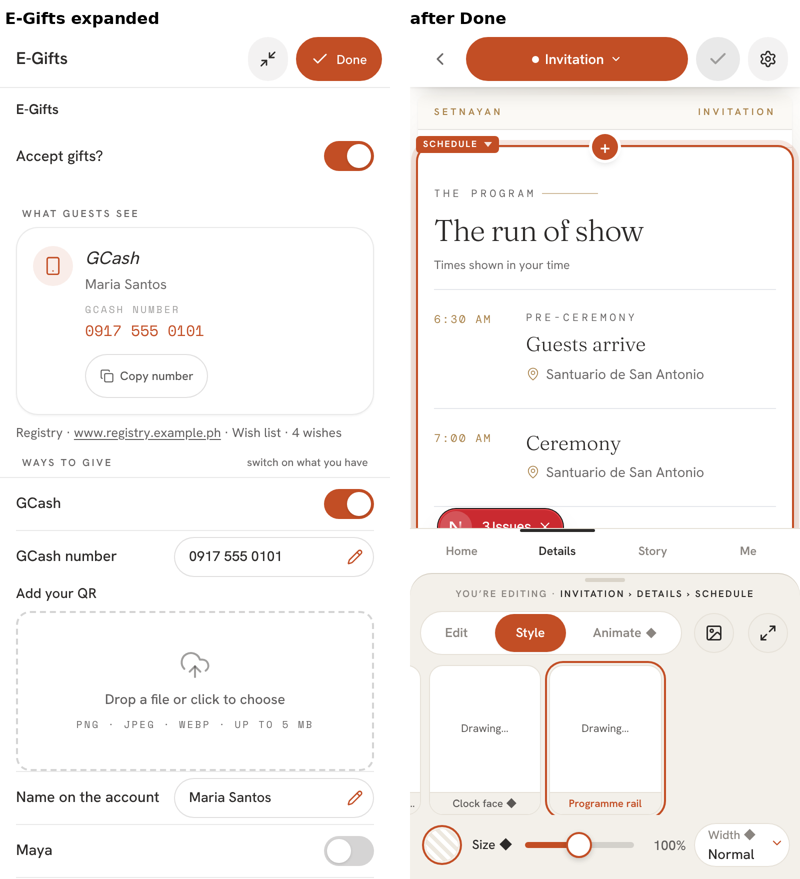 E-Gifts expanded
E-Gifts
Done
E-Gifts
Accept gifts?
WHAT GUESTS SEE
GCash
Maria Santos
GCASH NUMBER
0917 555 0101
Copy number
Registry · www.registry.example.ph · Wish list · 4 wishes
WAYS TO GIVE
switch on what you have
GCash
GCash number
0917 555 0101
Add your QR
Drop a file or click to choose
PNG · JPEG · WEBP · UP TO 5 MB
Name on the account
Maria Santos
Maya
after Done
Invitation
SETNAYAN
INVITATION
SCHEDULE
THE PROGRAM
The run of show
Times shown in your time
6:30 AM
PRE-CEREMONY
Guests arrive
Santuario de San Antonio
7:00 AM
Ceremony
Santuario de San Antonio
3 Issues
Home
Details
Story
Me
YOU'RE EDITING · INVITATION › DETAILS › SCHEDULE
Edit
Style
Animate
Drawing…
Drawing…
Clock face
Programme rail
Size
100%
Width
Normal